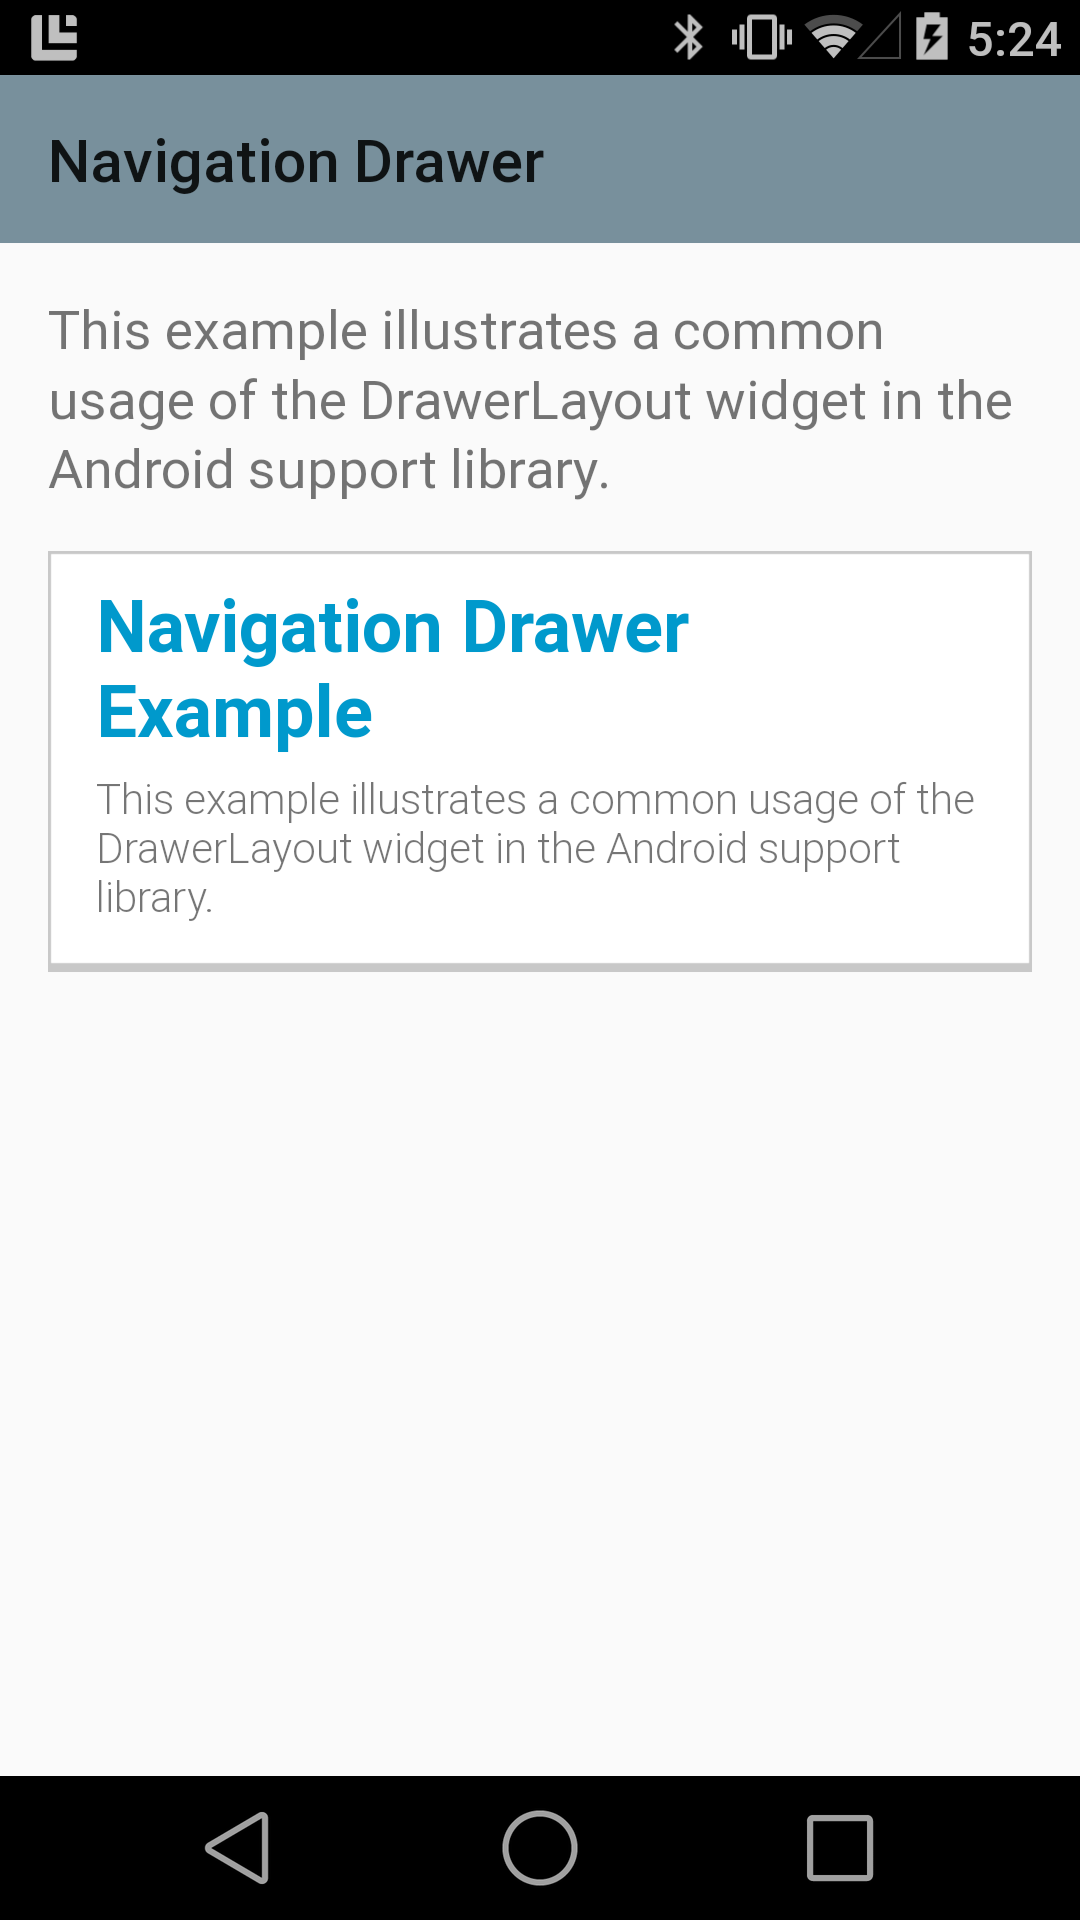 5:24
Navigation Drawer
This example illustrates a common
usage of the DrawerLayout widget in the
Android support library.
Navigation Drawer
Example
This example illustrates a common usage of the
DrawerLayout widget in the Android support
library.